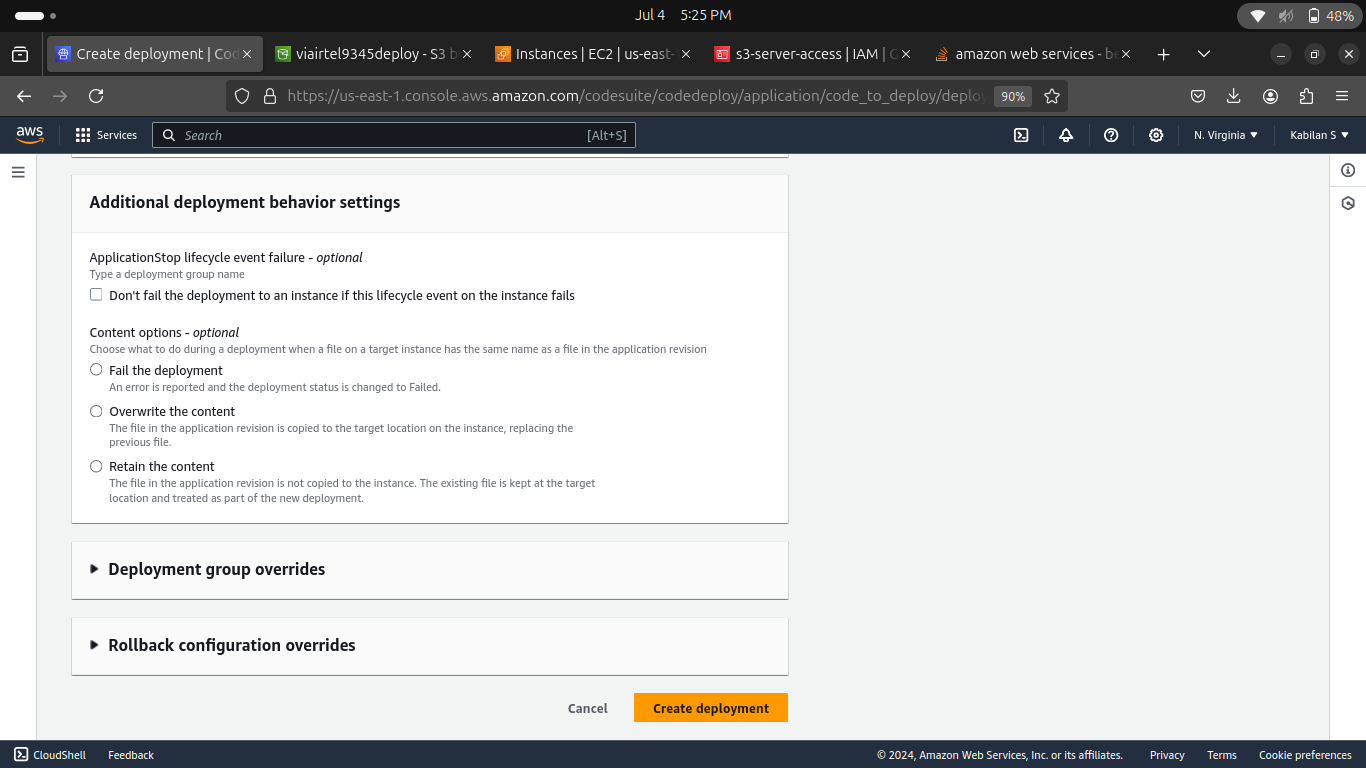 Jul 4 5:25 PM
48%
Create deployment | Cod
viairtel9345deploy - S3 b
Instances | EC2 | us-east-
s3-server-access | IAM | G
amazon web services - be
https://us-east-1.console.aws.amazon.com/codesuite/codedeploy/application/code_to_deploy/deploy
90%
aws
Services
Search
[Alt+S]
N. Virginia
Kabilan S
Additional deployment behavior settings
ApplicationStop lifecycle event failure - optional
Type a deployment group name
Don't fail the deployment to an instance if this lifecycle event on the instance fails
Content options - optional
Choose what to do during a deployment when a file on a target instance has the same name as a file in the application revision
Fail the deployment
An error is reported and the deployment status is changed to Failed.
Overwrite the content
The file in the application revision is copied to the target location on the instance, replacing the
previous file.
Retain the content
The file in the application revision is not copied to the instance. The existing file is kept at the target
location and treated as part of the new deployment.
Deployment group overrides
Rollback configuration overrides
Cancel
Create deployment
CloudShell
Feedback
© 2024, Amazon Web Services, Inc. or its affiliates.
Privacy
Terms
Cookie preferences